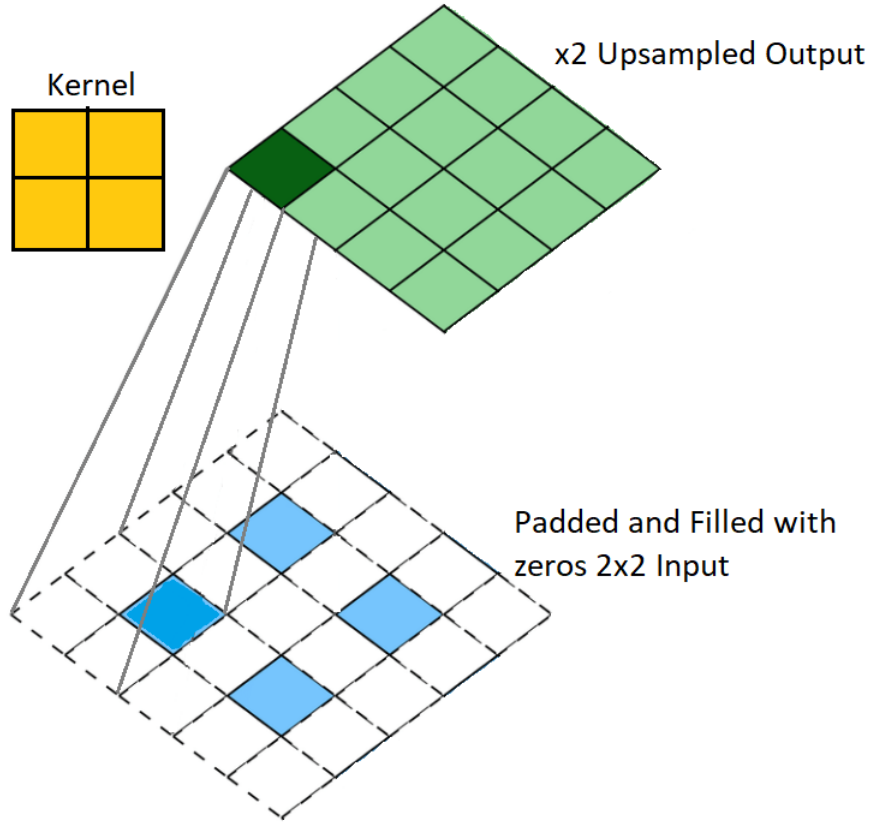 x2 Upsampled Output
Kernel
Padded and Filled with
zeros 2x2 Input